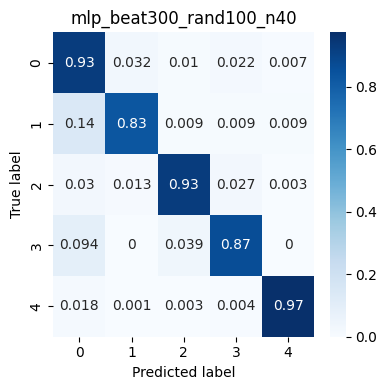 mlp_beat300_rand100_n40
0 0.93 0.032 0.01 0.022 0.007
1 0.14 0.83 0.009 0.009 0.009
2 0.03 0.013 0.93 0.027 0.003
3 0.094 0 0.039 0.87 0
4 0.018 0.001 0.003 0.004 0.97
0 1 2 3 4
True label
Predicted label
0.8
0.6
0.4
0.2
0.0